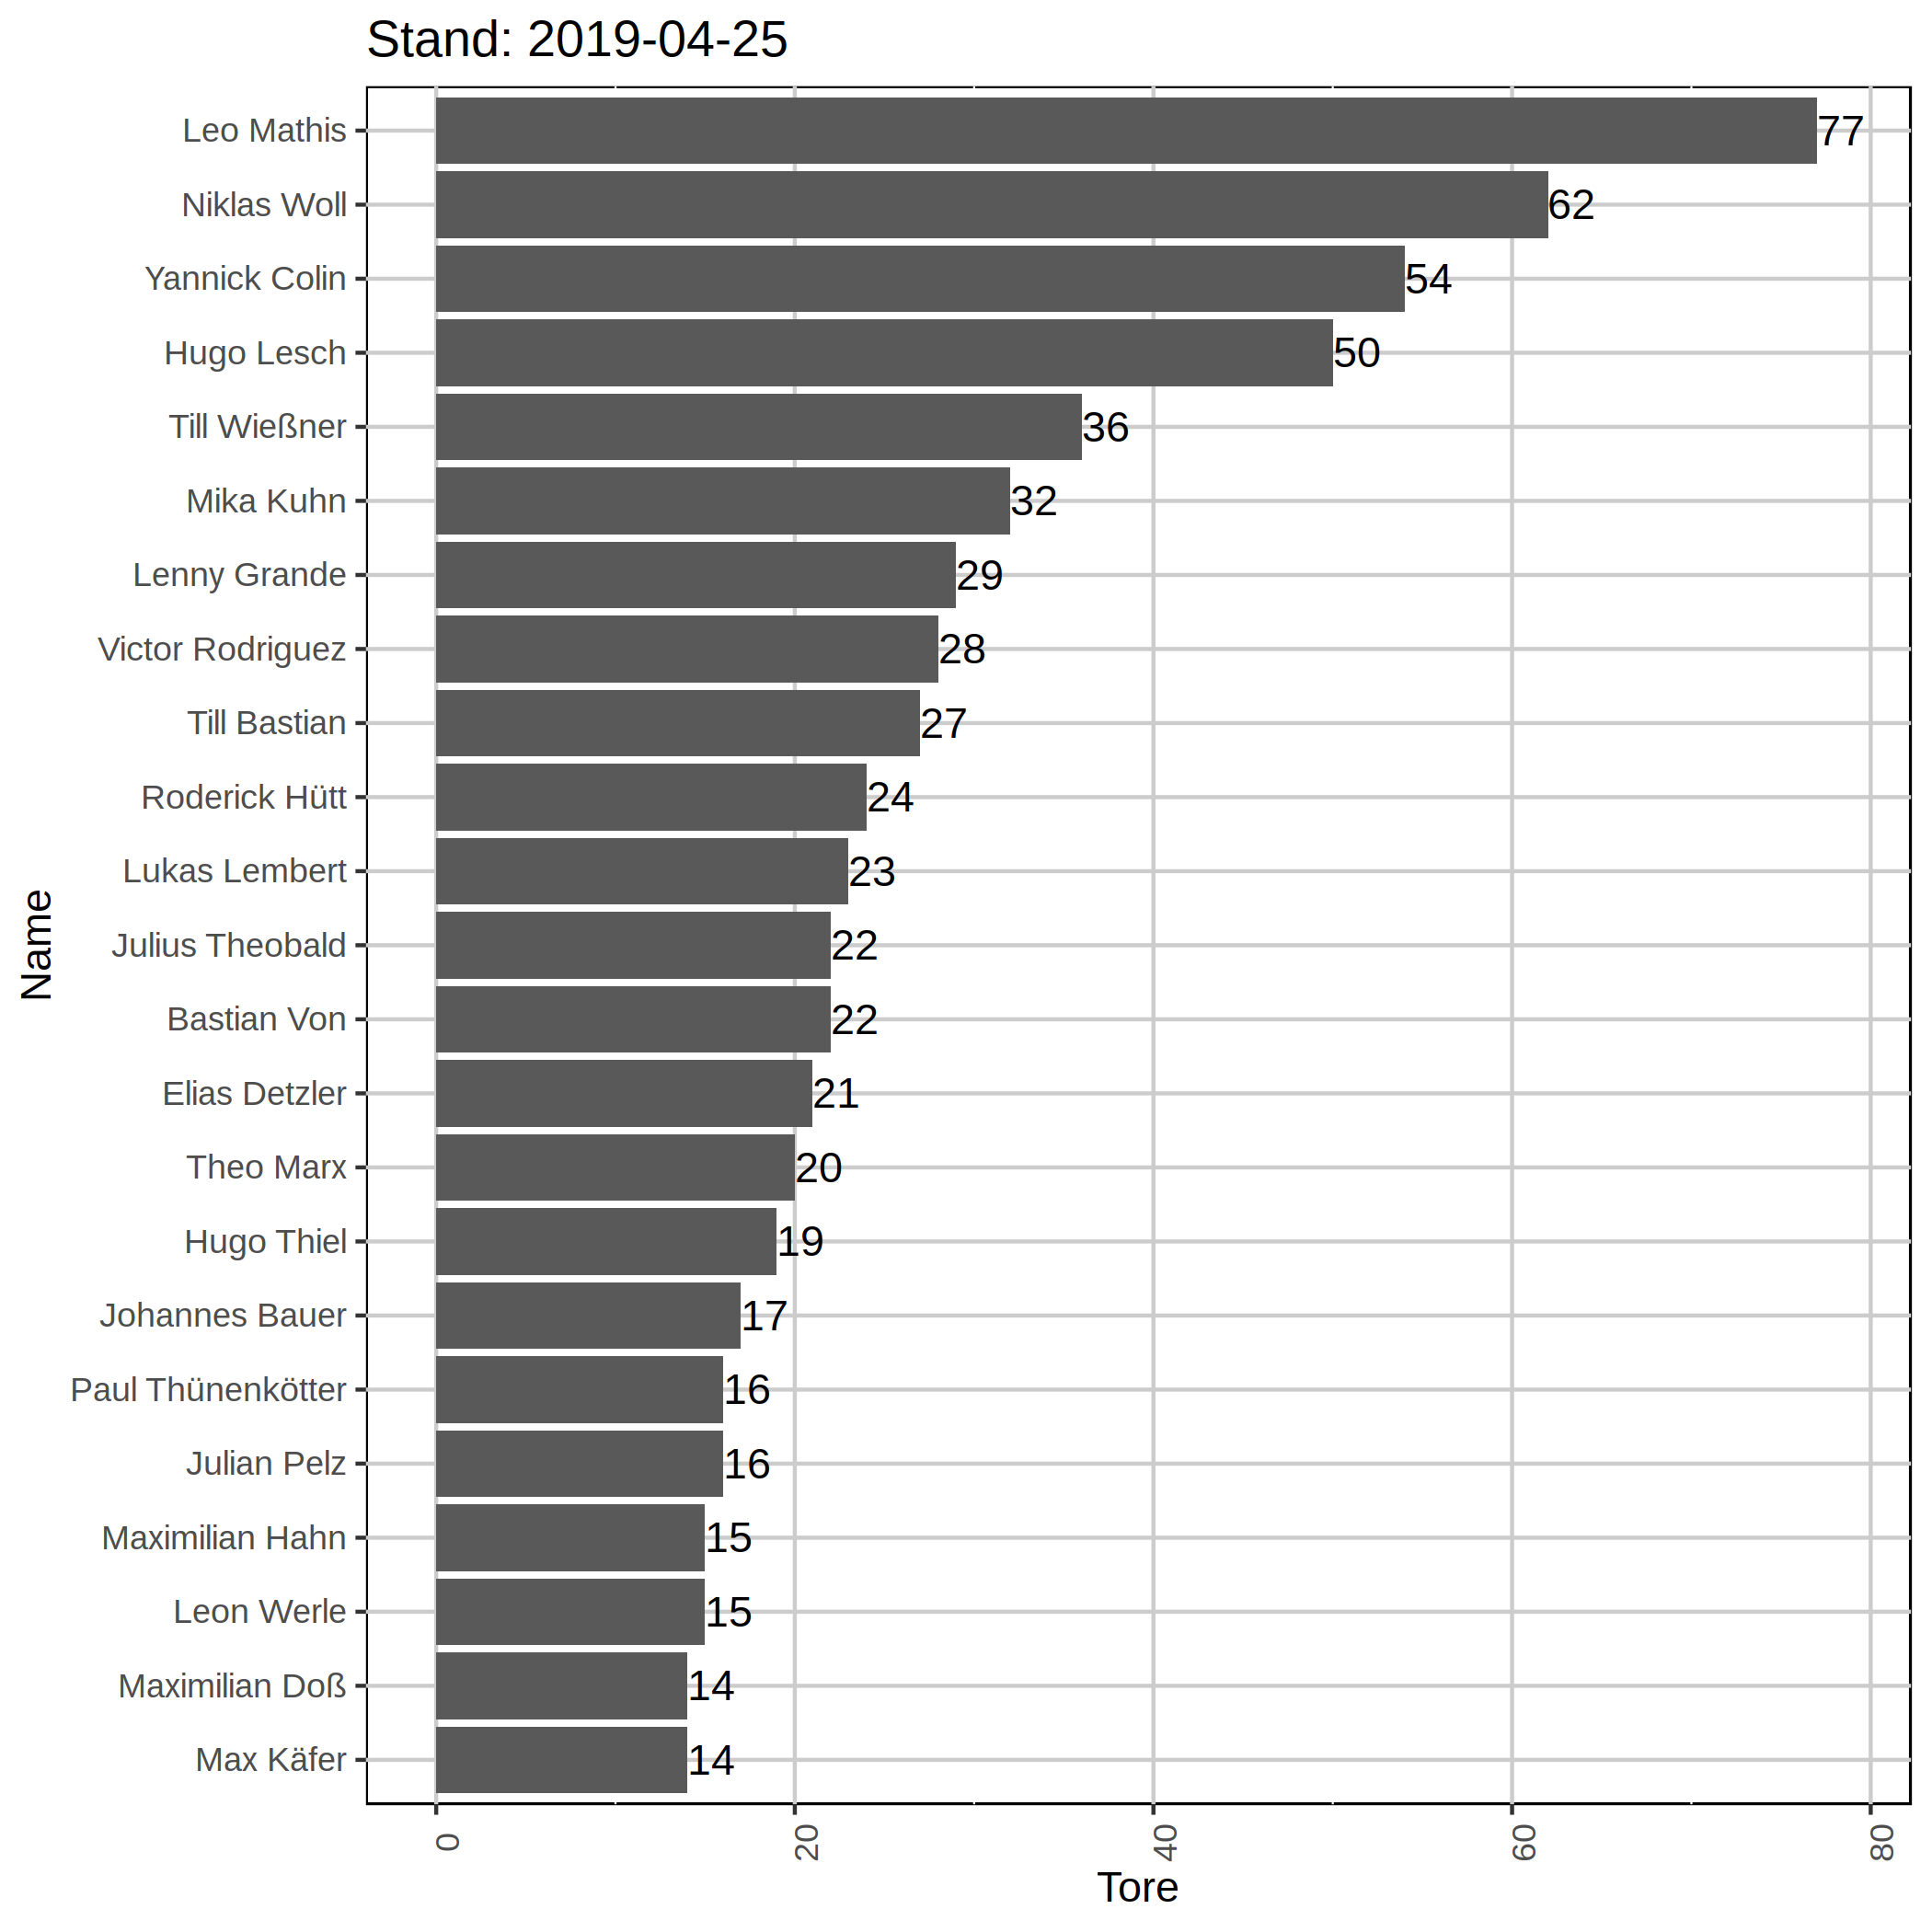 Stand: 2019-04-25
Name
Leo Mathis 77
Niklas Woll 62
Yannick Colin 54
Hugo Lesch 50
Till Wießner 36
Mika Kuhn 32
Lenny Grande 29
Victor Rodriguez 28
Till Bastian 27
Roderick Hütt 24
Lukas Lembert 23
Julius Theobald 22
Bastian Von 22
Elias Detzler 21
Theo Marx 20
Hugo Thiel 19
Johannes Bauer 17
Paul Thünenkötter 16
Julian Pelz 16
Maximilian Hahn 15
Leon Werle 15
Maximilian Doß 14
Max Käfer 14
0 20 40 60 80
Tore